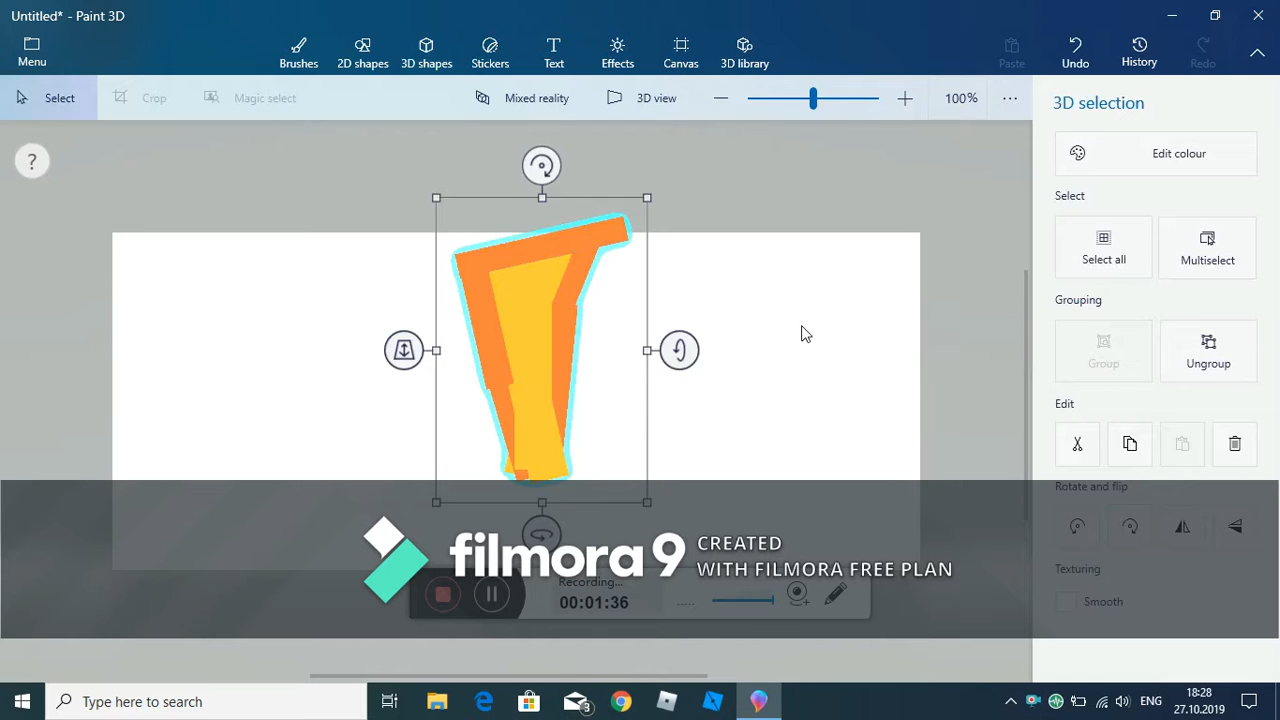 Untitled* - Paint 3D
Menu
Brushes
2D shapes
3D shapes
Stickers
Text
Effects
Canvas
3D library
Paste
Undo
History
Redo
Select
Crop
Magic select
Mixed reality
3D view
100%
?
3D selection
Edit colour
Select
Select all
Multiselect
Grouping
Group
Ungroup
Edit
Rotate and flip
Texturing
Smooth
filmora9
CREATED
WITH FILMORA FREE PLAN
Recording...
00:01:36
Type here to search
3
ENG
18:28
27.10.2019